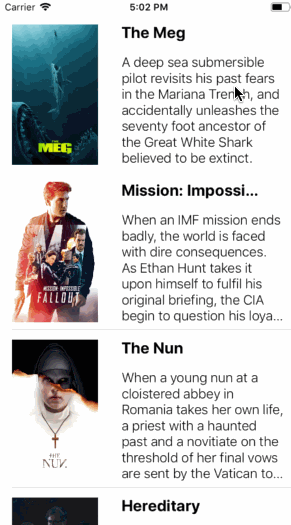 Carrier 5:02 PM
The Meg
A deep sea submersible
pilot revisits his past fears
in the Mariana Trench, and
accidentally unleashes the
seventy foot ancestor of
the Great White Shark
believed to be extinct.
MEG
Mission: Impossi...
When an IMF mission ends
badly, the world is faced
with dire consequences.
As Ethan Hunt takes it
upon himself to fulfil his
original briefing, the CIA
begin to question his loya...
MISSION: IMPOSSIBLE
FALLOUT
The Nun
When a young nun at a
cloistered abbey in
Romania takes her own life,
a priest with a haunted
past and a novitiate on the
threshold of her final vows
are sent by the Vatican to...
THE
NUN
Hereditary